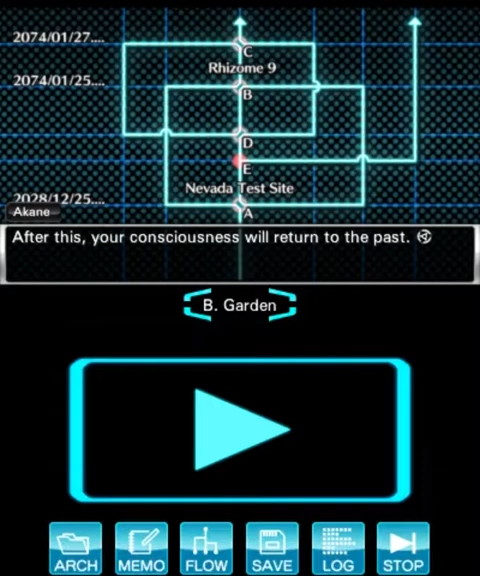 2074/01/27....
C
Rhizome 9
2074/01/25....
B
D
E
Nevada Test Site
2028/12/25....
A
Akane
After this, your consciousness will return to the past.
B. Garden
ARCH MEMO FLOW SAVE LOG STOP